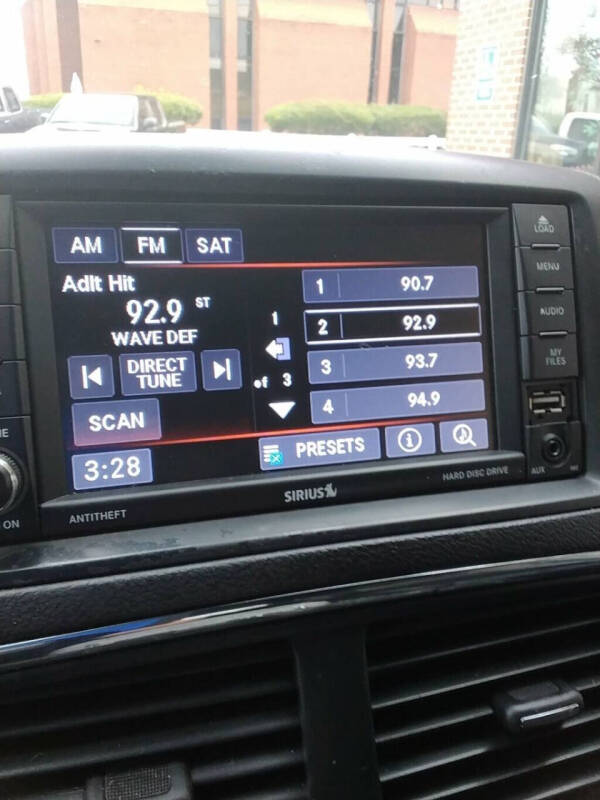 AM FM SAT
Adlt Hit
92.9 ST
WAVE DEF
DIRECT
TUNE
SCAN
3:28
1
of 3
1 90.7
2 92.9
3 93.7
4 94.9
PRESETS
i
LOAD
MENU
AUDIO
MY
FILES
AUX
ANTITHEFT
SIRIUS
HARD DISC DRIVE
ON